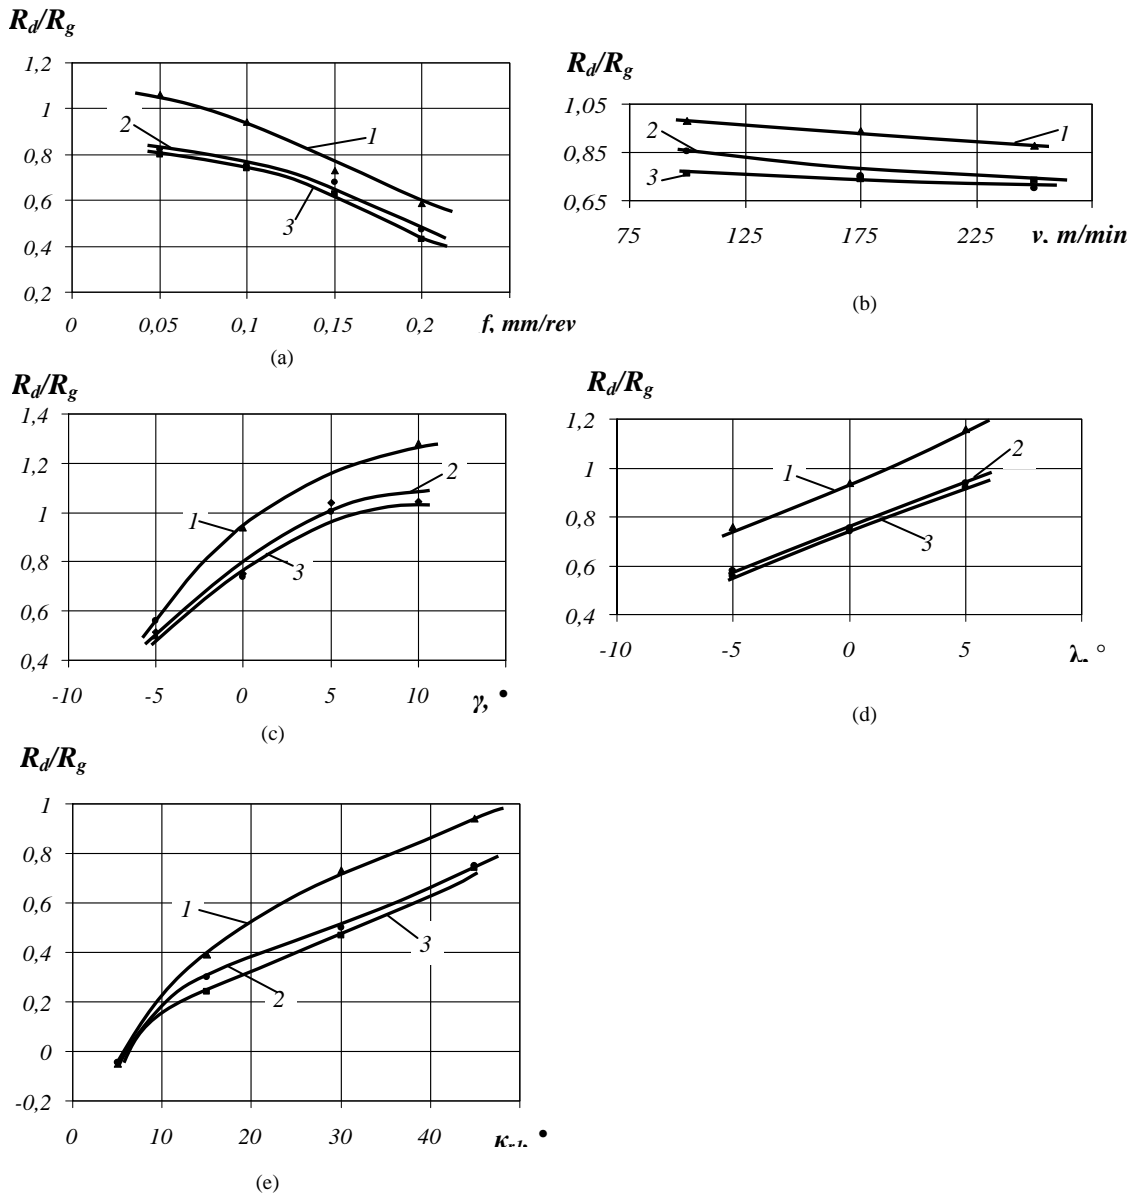 R_d/R_g
1,2
1
0,8
0,6
0,4
0,2
0 0,05 0,1 0,15 0,2 f, mm/rev
1
2
3
(a)
R_d/R_g
1,05
0,85
0,65
75 125 175 225 v, m/min
1
2
3
(b)
R_d/R_g
1,4
1,2
1
0,8
0,6
0,4
-10 -5 0 5 10 γ, °
1
2
3
(c)
R_d/R_g
1,2
1
0,8
0,6
0,4
-10 -5 0 5 λ, °
1
2
3
(d)
R_d/R_g
1
0,8
0,6
0,4
0,2
0
-0,2
0 10 20 30 40 κ_r1, °
1
2
3
(e)